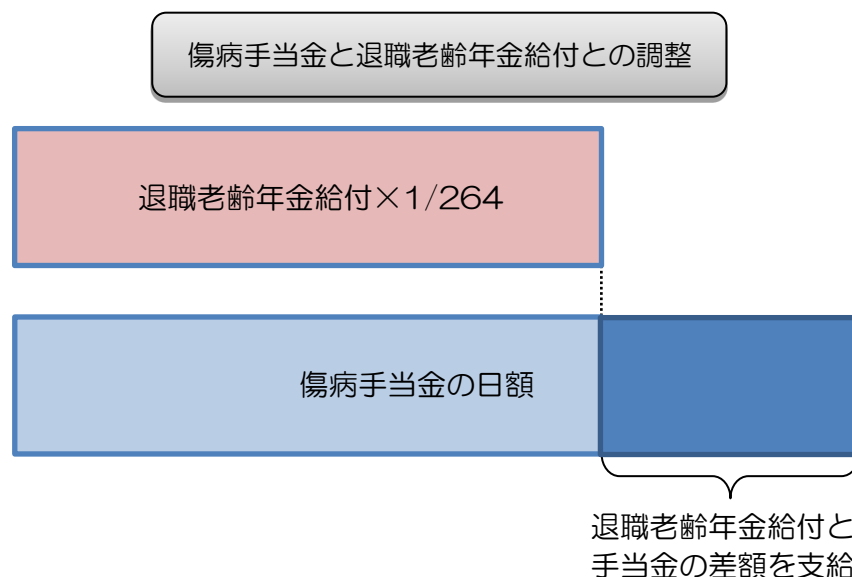 傷病手当金と退職老齢年金給付との調整
退職老齢年金給付×1/264
傷病手当金の日額
退職老齢年金給付と
手当金の差額を支給